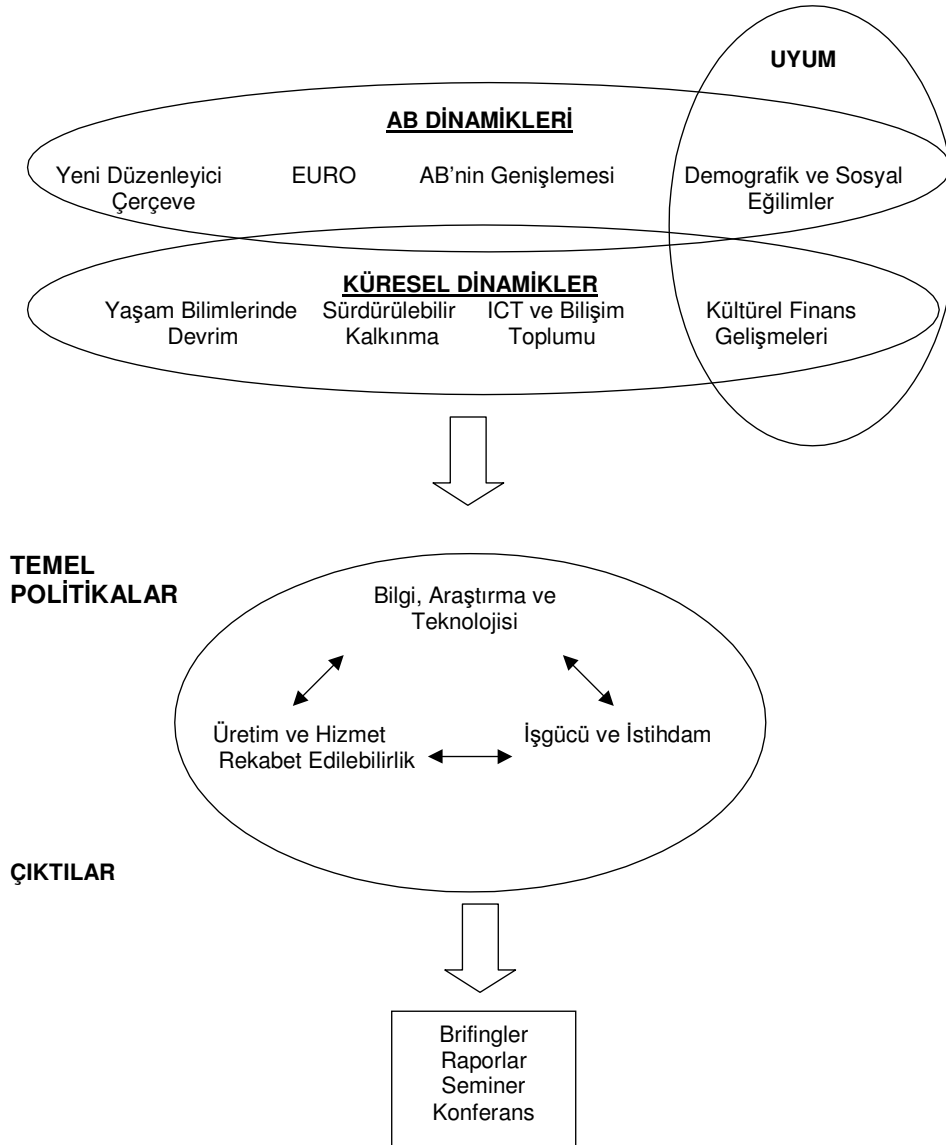 UYUM
AB DİNAMİKLERİ
Yeni Düzenleyici Çerçeve
EURO
AB’nin Genişlemesi
Demografik ve Sosyal Eğilimler
KÜRESEL DİNAMİKLER
Yaşam Bilimlerinde Devrim
Sürdürülebilir Kalkınma
ICT ve Bilişim Toplumu
Kültürel Finans Gelişmeleri
TEMEL
POLİTİKALAR
Bilgi, Araştırma ve
Teknolojisi
Üretim ve Hizmet
Rekabet Edilebilirlik
İşgücü ve İstihdam
ÇIKTILAR
Brifingler
Raporlar
Seminer
Konferans